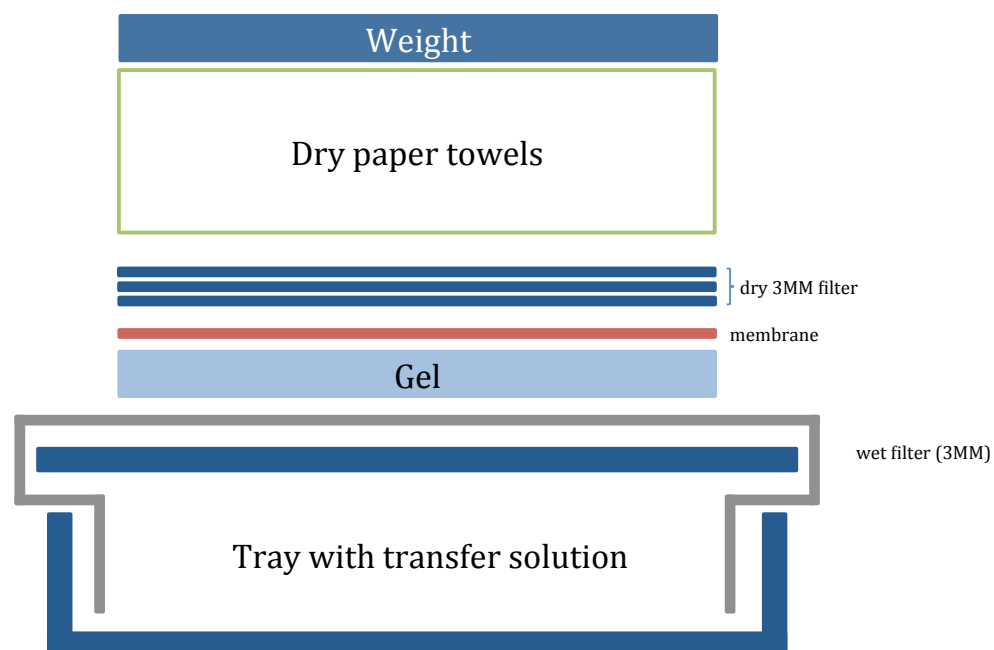 Weight
Dry paper towels
dry 3MM filter
membrane
Gel
wet filter (3MM)
Tray with transfer solution